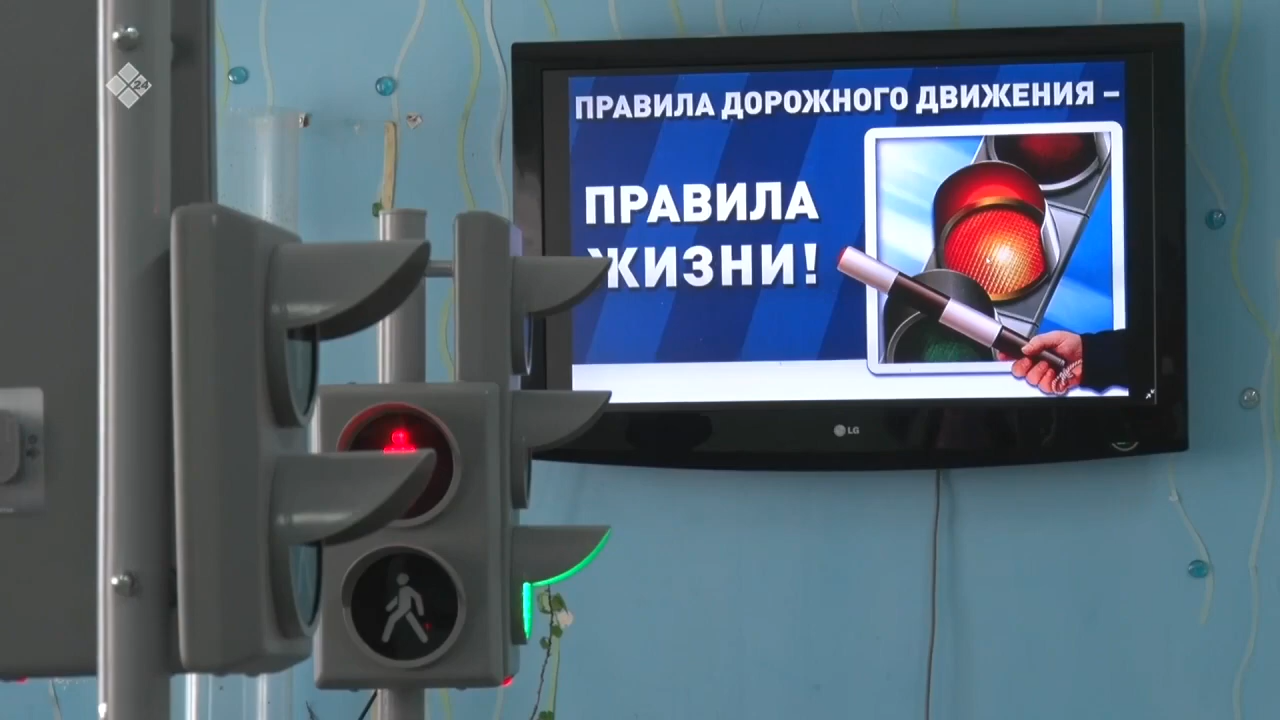 24
ПРАВИЛА ДОРОЖНОГО ДВИЖЕНИЯ –
ПРАВИЛА
ЖИЗНИ!
LG